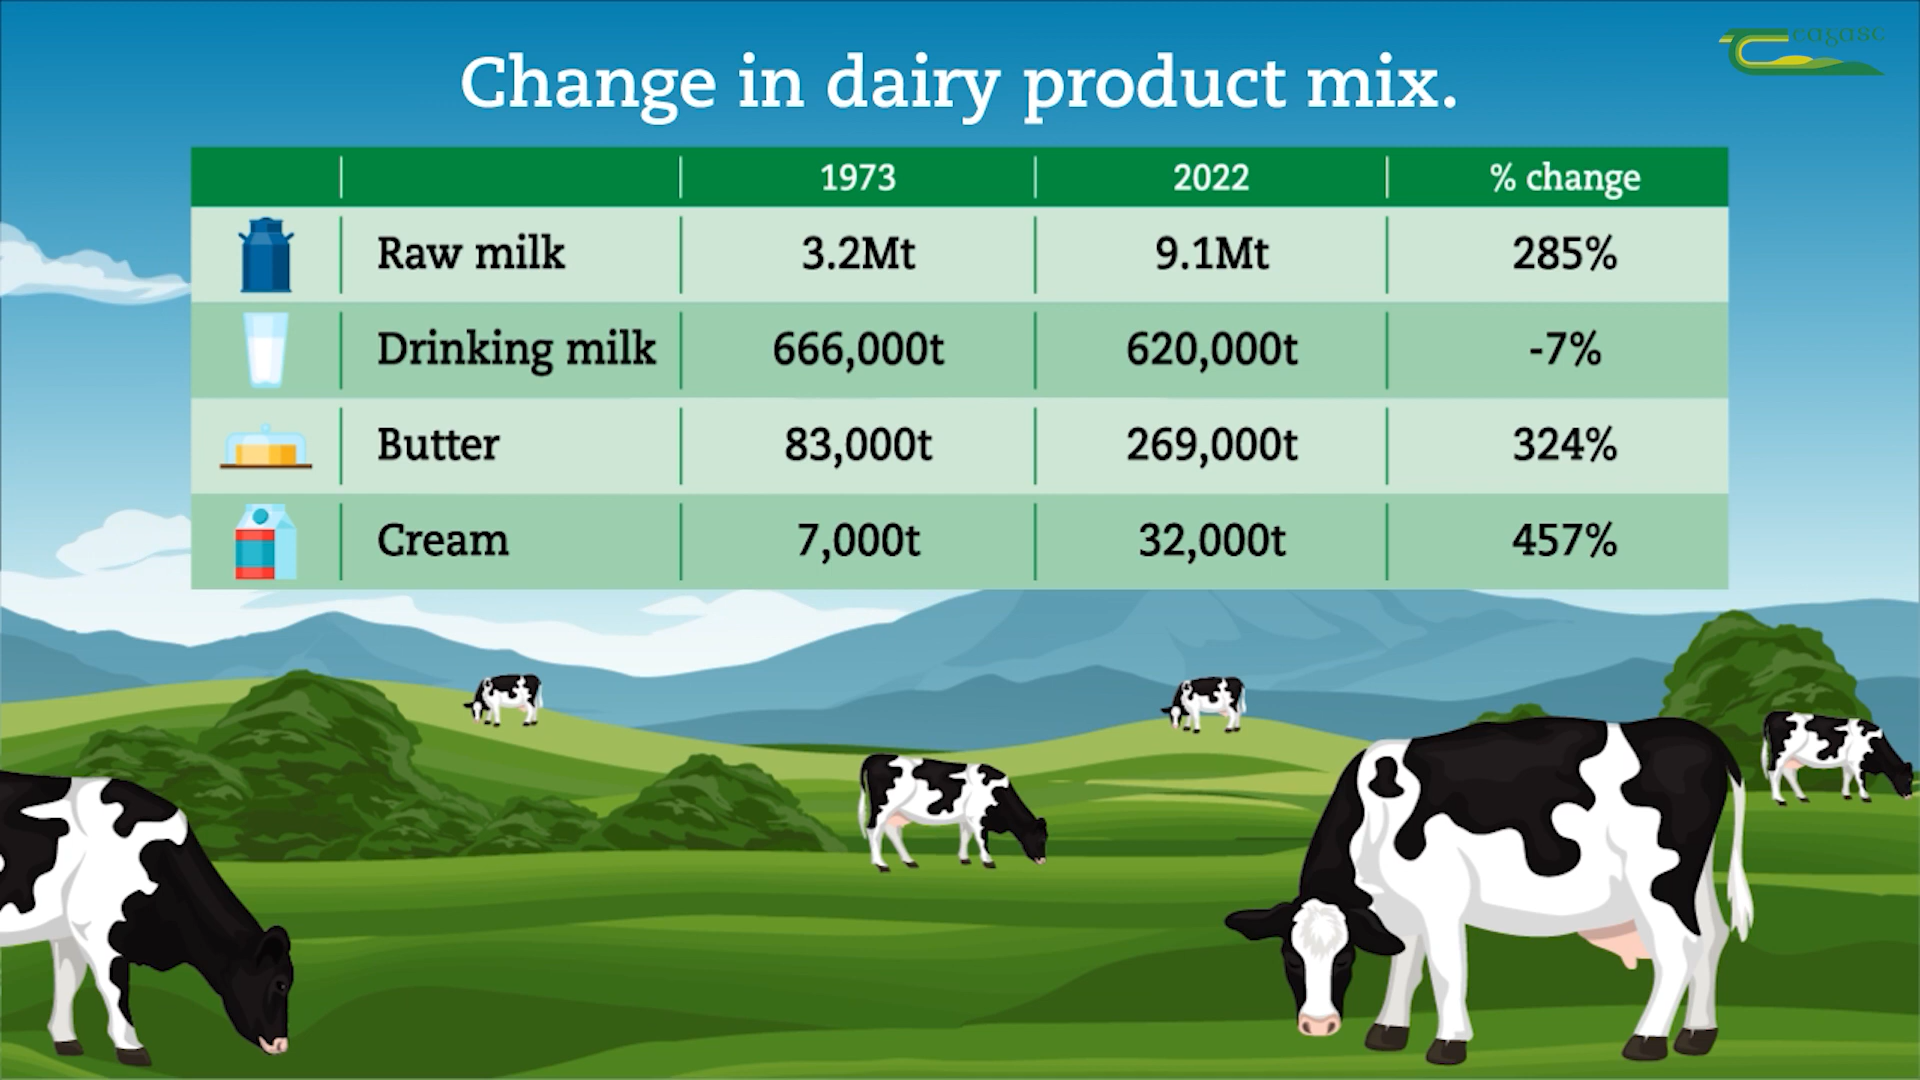 teagasc
Change in dairy product mix.
1973 2022 % change
Raw milk 3.2Mt 9.1Mt 285%
Drinking milk 666,000t 620,000t -7%
Butter 83,000t 269,000t 324%
Cream 7,000t 32,000t 457%